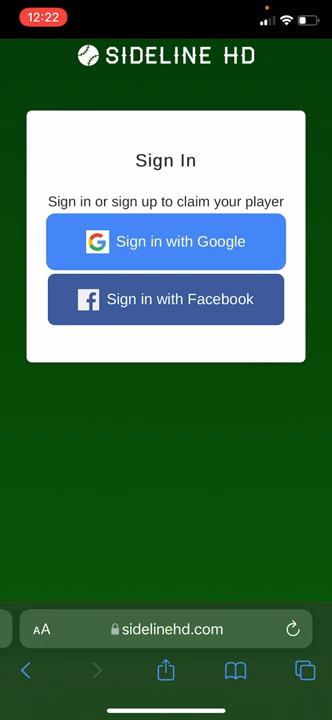 12:22
SIDELINE HD
Sign In
Sign in or sign up to claim your player
Sign in with Google
Sign in with Facebook
AA
sidelinehd.com